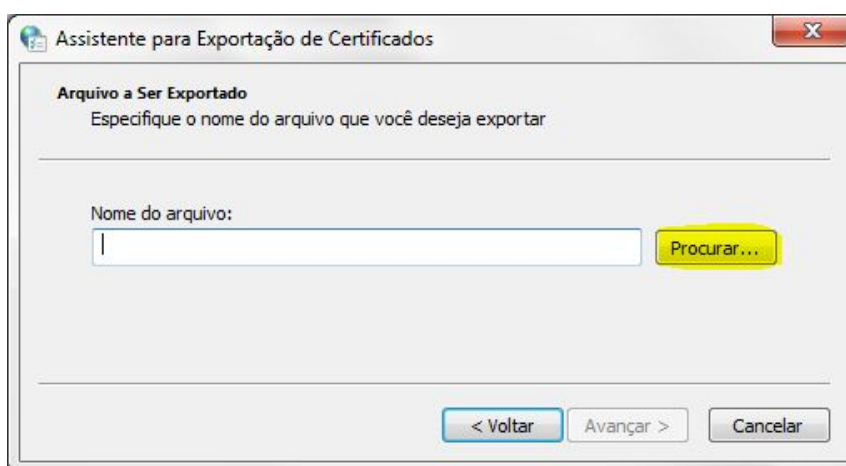 Assistente para Exportação de Certificados
Arquivo a Ser Exportado
Especifique o nome do arquivo que você deseja exportar
Nome do arquivo:
Procurar...
< Voltar
Avançar >
Cancelar